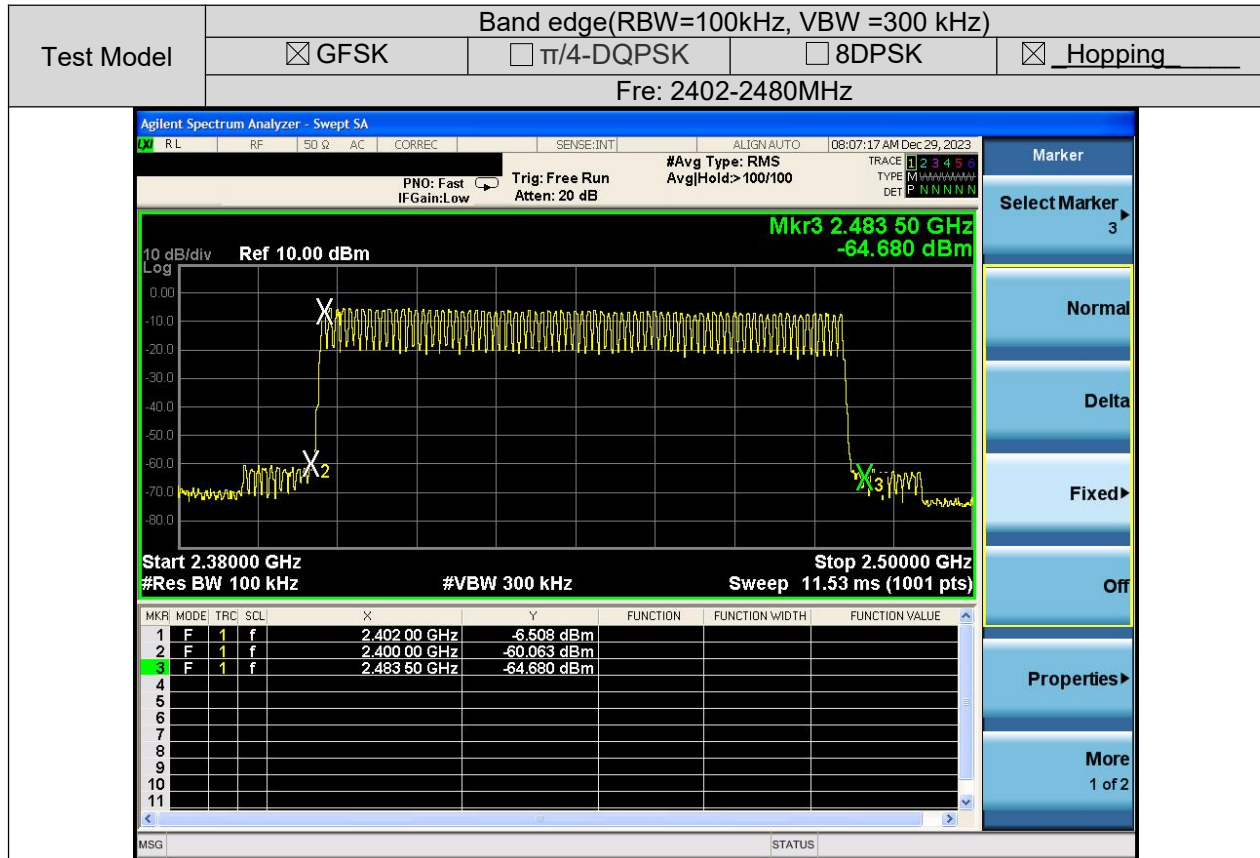 Test Model
Band edge(RBW=100kHz, VBW =300 kHz)
☒ GFSK ☐ π/4-DQPSK ☐ 8DPSK ☒ _Hopping_____
Fre: 2402-2480MHz
Agilent Spectrum Analyzer - Swept SA
LXI RL RF 50 Ω AC CORREC SENSE:INT ALIGN AUTO 08:07:17 AM Dec 29, 2023
PNO: Fast
IFGain:Low
Trig: Free Run
Atten: 20 dB
#Avg Type: RMS
Avg|Hold:>100/100
TRACE 1 2 3 4 5 6
TYPE M
DET P N N N N N
Mkr3 2.483 50 GHz
-64.680 dBm
10 dB/div Ref 10.00 dBm
Log
0.00
-10.0
-20.0
-30.0
-40.0
-50.0
-60.0
-70.0
-80.0
2
3
Start 2.38000 GHz Stop 2.50000 GHz
#Res BW 100 kHz #VBW 300 kHz Sweep 11.53 ms (1001 pts)
MKR MODE TRC SCL X Y FUNCTION FUNCTION WIDTH FUNCTION VALUE
1 F 1 f 2.402 00 GHz -6.508 dBm
2 F 1 f 2.400 00 GHz -60.063 dBm
3 F 1 f 2.483 50 GHz -64.680 dBm
4
5
6
7
8
9
10
11
MSG STATUS
Marker
Select Marker
3
Normal
Delta
Fixed
Off
Properties
More
1 of 2